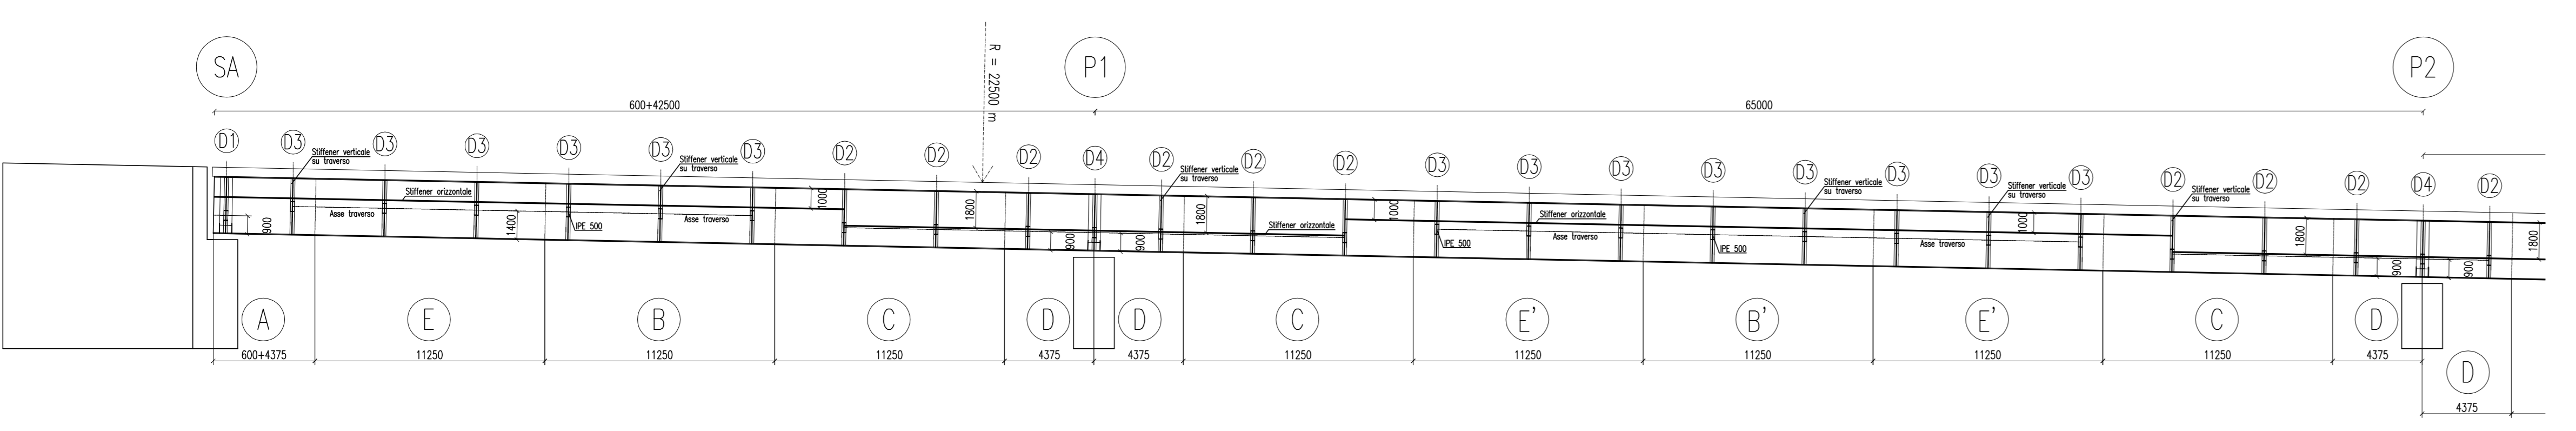 SA
P1
P2
R = 22500 m
600+42500
65000
D1
D3
D3
D3
D3
D3
D3
D2
D2
D2
D4
D2
D2
D2
D3
D3
D3
D3
D3
D3
D3
D3
D2
D2
D2
D4
D2
Stiffener verticale
su traverso
Stiffener verticale
su traverso
Stiffener verticale
su traverso
Stiffener verticale
su traverso
Stiffener verticale
su traverso
Stiffener verticale
su traverso
Stiffener orizzontale
Stiffener orizzontale
Stiffener orizzontale
Asse traverso
Asse traverso
Asse traverso
Asse traverso
IPE 500
IPE 500
IPE 500
900
1400
1000
1800
900
900
1800
1000
1000
1800
900
900
1800
A
E
B
C
D
D
C
E'
B'
E'
C
D
D
600+4375
11250
11250
11250
4375
4375
11250
11250
11250
11250
11250
4375
4375